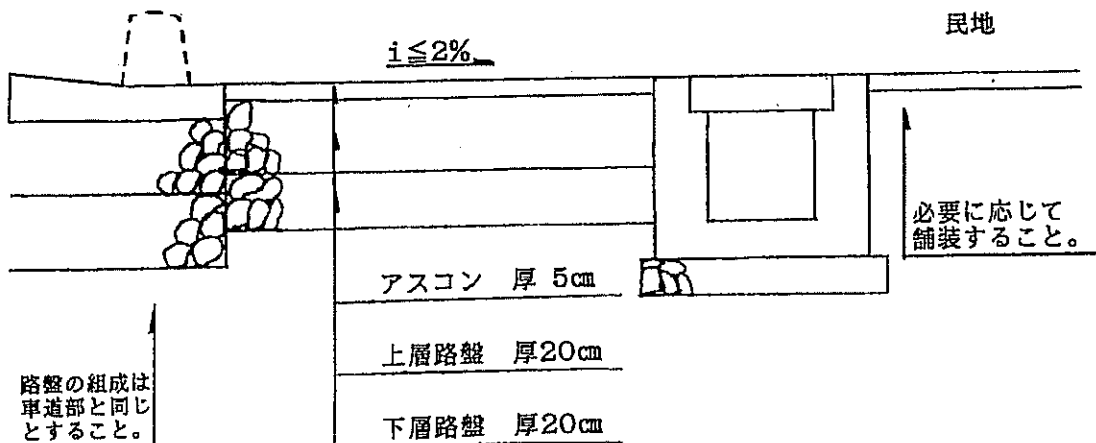 民地
i≦2%
必要に応じて
舗装すること。
アスコン 厚 5㎝
上層路盤 厚20㎝
下層路盤 厚20㎝
路盤の組成は
車道部と同じ
とすること。